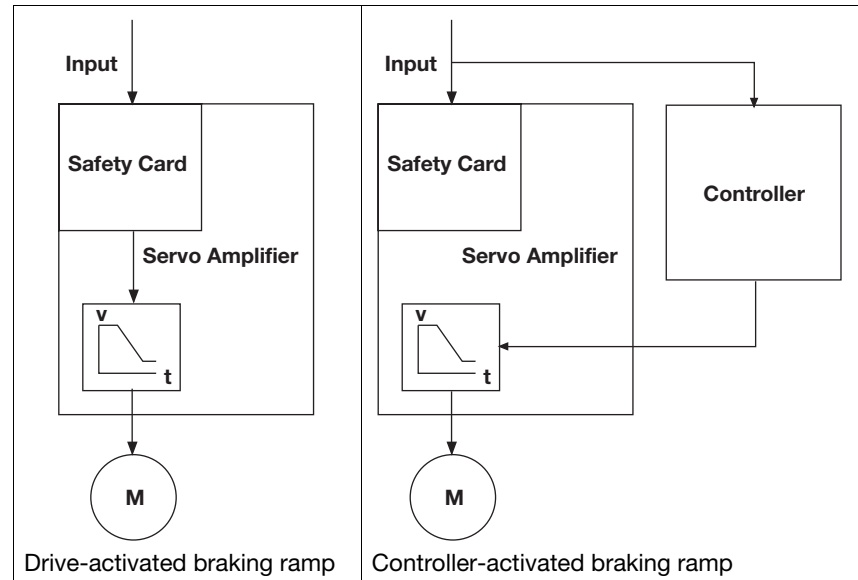 Input
Safety Card
Servo Amplifier
v
t
M
Drive-activated braking ramp
Input
Safety Card
Controller
Servo Amplifier
v
t
M
Controller-activated braking ramp